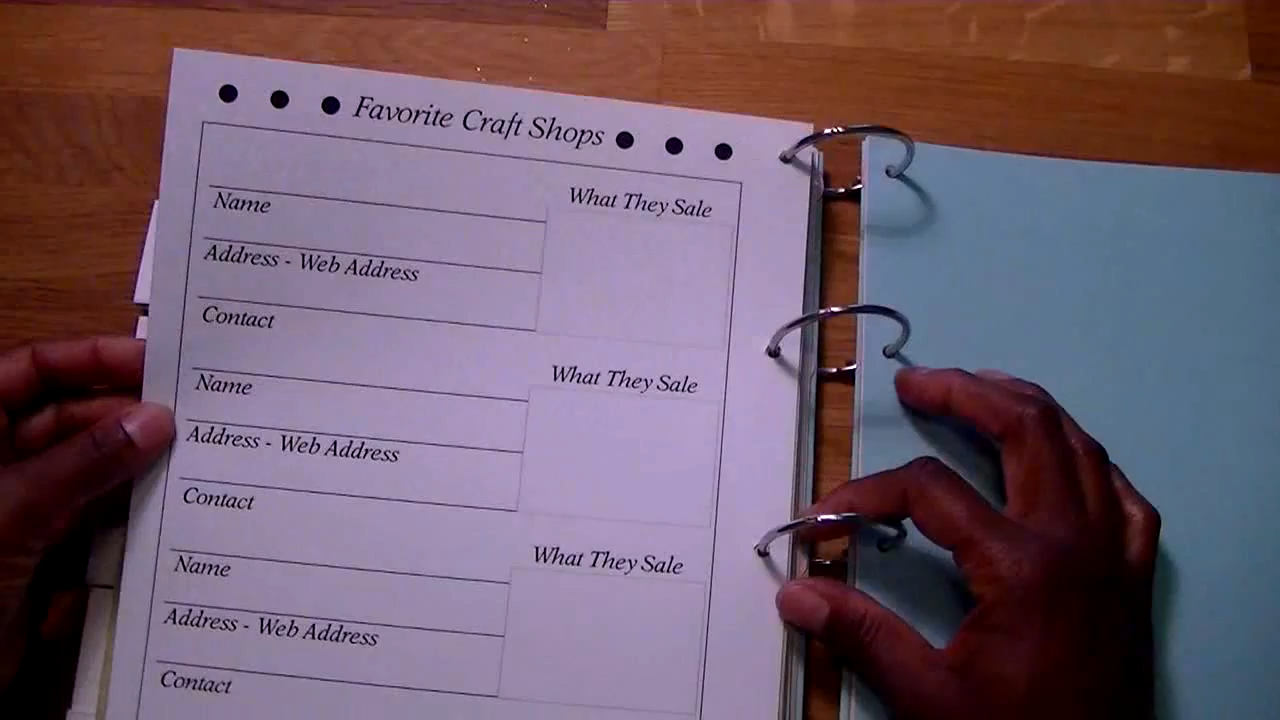 Favorite Craft Shops
What They Sale
Name
Address - Web Address
Contact
What They Sale
Name
Address - Web Address
Contact
What They Sale
Name
Address - Web Address
Contact